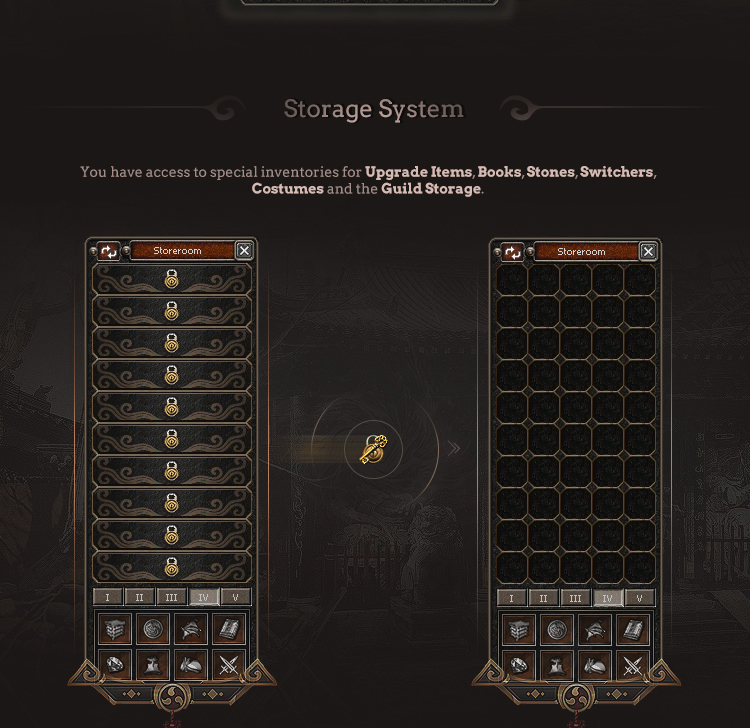 Storage System
You have access to special inventories for Upgrade Items, Books, Stones, Switchers,
Costumes and the Guild Storage.
Storeroom
I II III IV V
Storeroom
I II III IV V